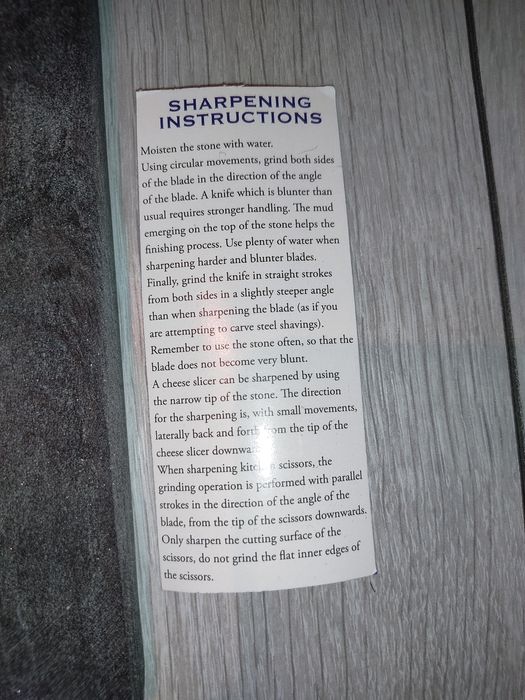 SHARPENING
INSTRUCTIONS
Moisten the stone with water.
Using circular movements, grind both sides
of the blade in the direction of the angle
of the blade. A knife which is blunter than
usual requires stronger handling. The mud
emerging on the top of the stone helps the
finishing process. Use plenty of water when
sharpening harder and blunter blades.
Finally, grind the knife in straight strokes
from both sides in a slightly steeper angle
than when sharpening the blade (as if you
are attempting to carve steel shavings).
Remember to use the stone often, so that the
blade does not become very blunt.
A cheese slicer can be sharpened by using
the narrow tip of the stone. The direction
for the sharpening is, with small movements,
laterally back and forth from the tip of the
cheese slicer
When sharpening kitchen scissors, the
grinding operation is performed with parallel
strokes in the direction of the angle of the
blade, from the tip of the scissors downwards.
Only sharpen the cutting surface of the
scissors, do not grind the flat inner edges of
the scissors.